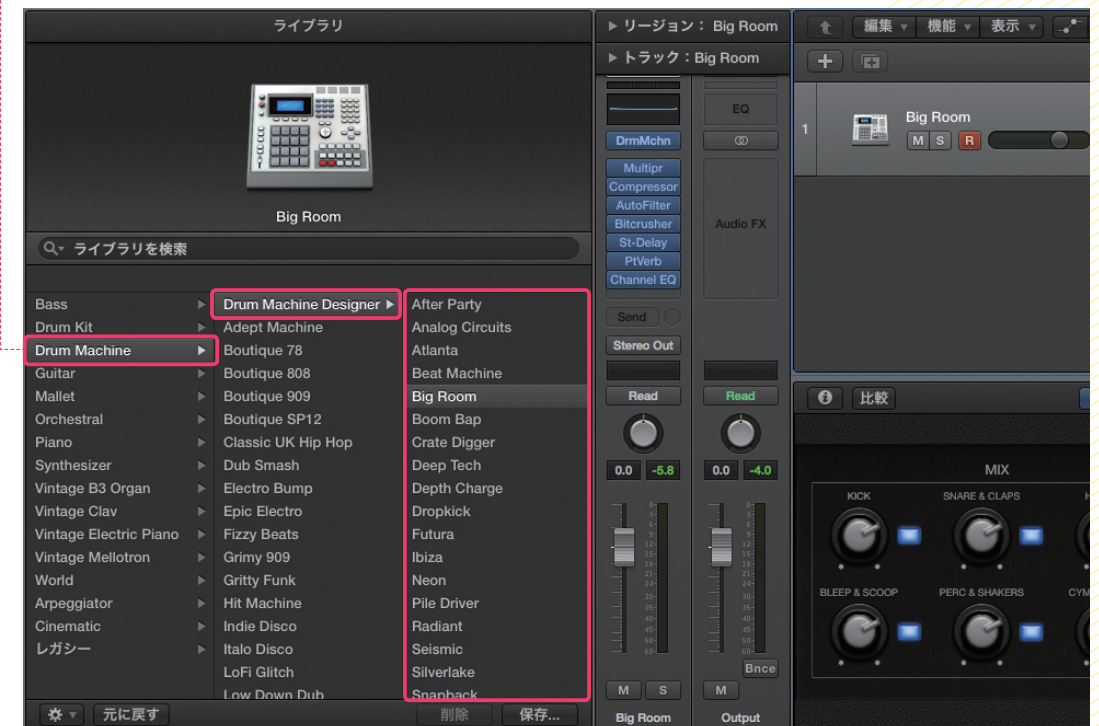 ライブラリ
Big Room
ライブラリを検索
Bass
Drum Kit
Drum Machine
Guitar
Mallet
Orchestral
Piano
Synthesizer
Vintage B3 Organ
Vintage Clav
Vintage Electric Piano
Vintage Mellotron
World
Arpeggiator
Cinematic
レガシー
Drum Machine Designer
Adept Machine
Boutique 78
Boutique 808
Boutique 909
Boutique SP12
Classic UK Hip Hop
Dub Smash
Electro Bump
Epic Electro
Fizzy Beats
Grimy 909
Gritty Funk
Hit Machine
Indie Disco
Italo Disco
LoFi Glitch
Low Down Dub
After Party
Analog Circuits
Atlanta
Beat Machine
Big Room
Boom Bap
Crate Digger
Deep Tech
Depth Charge
Dropkick
Futura
Ibiza
Neon
Pile Driver
Radiant
Seismic
Silverlake
Snapback
元に戻す
削除
保存...
リージョン： Big Room
トラック：Big Room
DrmMchn
Multipr
Compressor
AutoFilter
Bitcrusher
St-Delay
PtVerb
Channel EQ
Send
Stereo Out
Read
0.0 -5.8
M S
Big Room
EQ
Audio FX
Read
0.0 -4.0
Bnce
M
Output
編集 機能 表示
1
Big Room
M S R
比較
MIX
KICK SNARE & CLAPS H
BLEEP & SCOOP PERC & SHAKERS CYM